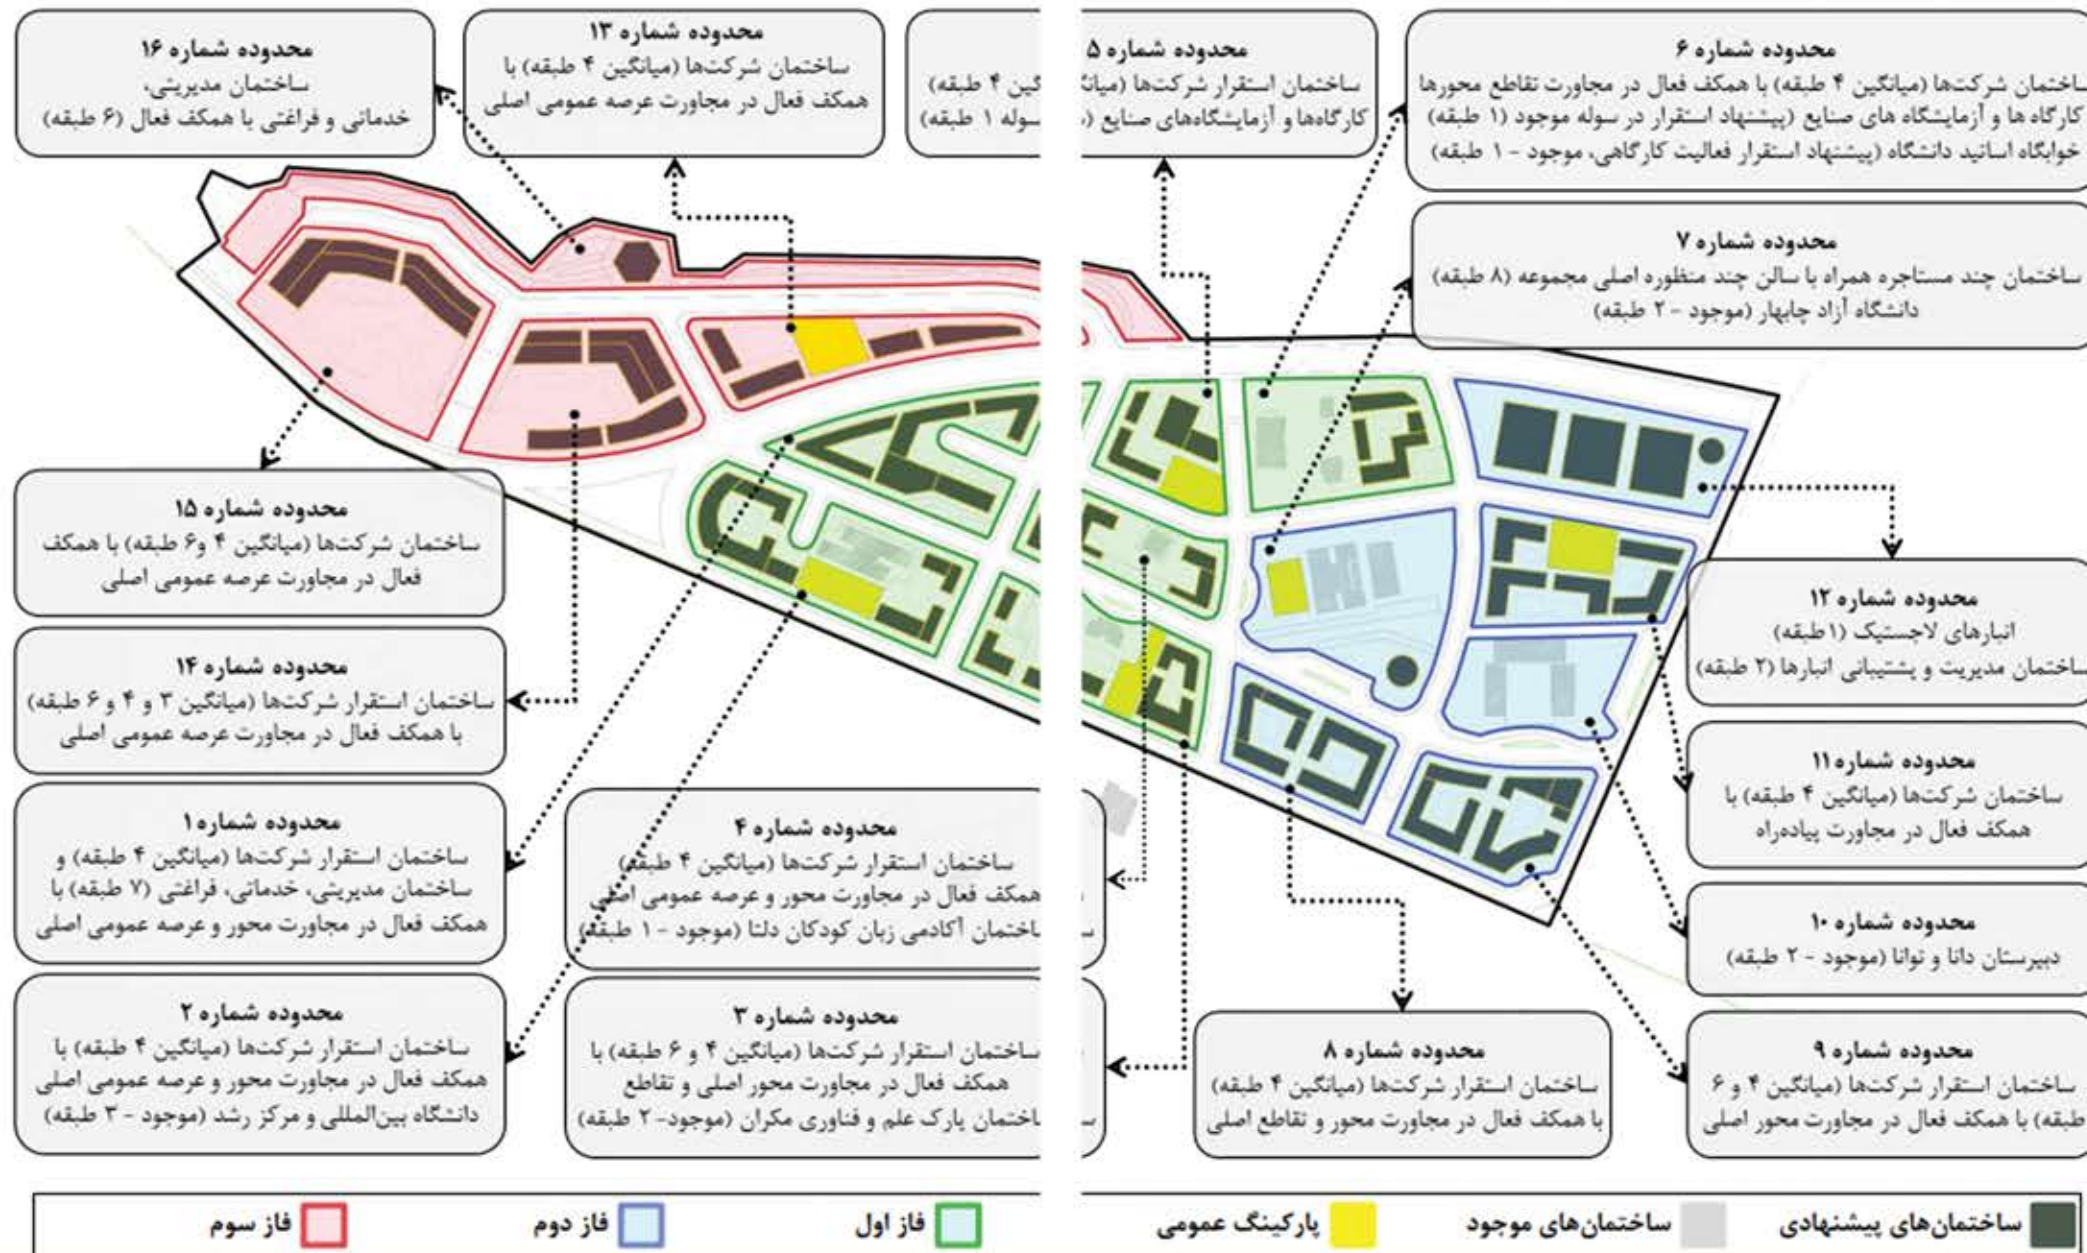 محدوده شماره ۶
ساختمان شرکت‌ها (میانگین ۴ طبقه) با همکف فعال در مجاورت تقاطع محورها
کارگاه ها و آزمایشگاه های صنایع (پیشنهاد استقرار در سوله موجود (۱ طبقه)
خوابگاه اساتید دانشگاه (پیشنهاد استقرار فعالیت کارگاهی، موجود - ۱ طبقه)
محدوده شماره ۵
ساختمان استقرار شرکت‌ها
گین ۴ طبقه)
کارگاه‌ها و آزمایشگاه‌های صنایع
سوله ۱ طبقه)
محدوده شماره ۱۳
ساختمان شرکت‌ها (میانگین ۴ طبقه) با
همکف فعال در مجاورت عرصه عمومی اصلی
محدوده شماره ۱۶
ساختمان مدیریتی،
خدماتی و فراغتی با همکف فعال (۶ طبقه)
محدوده شماره ۷
ساختمان چند مستاجره همراه با سالن چند منظوره اصلی مجموعه (۸ طبقه)
دانشگاه آزاد چابهار (موجود - ۲ طبقه)
محدوده شماره ۱۵
ساختمان شرکت‌ها (میانگین ۴ و۶ طبقه) با همکف
فعال در مجاورت عرصه عمومی اصلی
محدوده شماره ۱۲
انبارهای لاجستیک (۱طبقه)
ساختمان مدیریت و پشتیبانی انبارها (۲ طبقه)
محدوده شماره ۱۴
ساختمان استقرار شرکت‌ها (میانگین ۳ و ۴ و ۶ طبقه)
با همکف فعال در مجاورت عرصه عمومی اصلی
محدوده شماره ۱۱
ساختمان شرکت‌ها (میانگین ۴ طبقه) با
همکف فعال در مجاورت پیاده‌راه
محدوده شماره ۴
ساختمان استقرار شرکت‌ها (میانگین ۴ طبقه)
همکف فعال در مجاورت محور و عرصه عمومی اصلی
ساختمان آکادمی زبان کودکان دلتا (موجود - ۱ طبقه)
محدوده شماره ۱
ساختمان استقرار شرکت‌ها (میانگین ۴ طبقه) و
ساختمان مدیریتی، خدماتی، فراغتی (۷ طبقه) با
همکف فعال در مجاورت محور و عرصه عمومی اصلی
محدوده شماره ۱۰
دبیرستان دانا و توانا (موجود - ۲ طبقه)
محدوده شماره ۹
ساختمان استقرار شرکت‌ها (میانگین ۴ و ۶
طبقه) با همکف فعال در مجاورت محور اصلی
محدوده شماره ۸
ساختمان استقرار شرکت‌ها (میانگین ۴ طبقه)
با همکف فعال در مجاورت محور و تقاطع اصلی
محدوده شماره ۳
ساختمان استقرار شرکت‌ها (میانگین ۴ و ۶ طبقه) با
همکف فعال در مجاورت محور اصلی و تقاطع
ساختمان پارک علم و فناوری مکران (موجود- ۲ طبقه)
محدوده شماره ۲
ساختمان استقرار شرکت‌ها (میانگین ۴ طبقه) با
همکف فعال در مجاورت محور و عرصه عمومی اصلی
دانشگاه بین‌المللی و مرکز رشد (موجود - ۳ طبقه)
ساختمان‌های پیشنهادی
ساختمان‌های موجود
پارکینگ عمومی
فاز اول
فاز دوم
فاز سوم